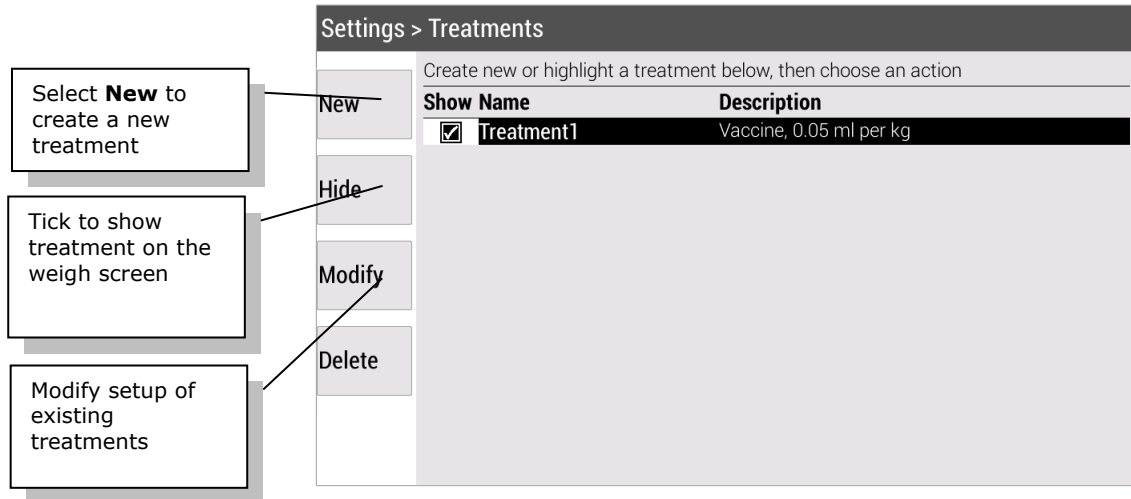 Settings > Treatments
Select New to
create a new
treatment
Tick to show
treatment on the
weigh screen
Modify setup of
existing
treatments
New
Hide
Modify
Delete
Create new or highlight a treatment below, then choose an action
Show Name Description
Treatment1 Vaccine, 0.05 ml per kg